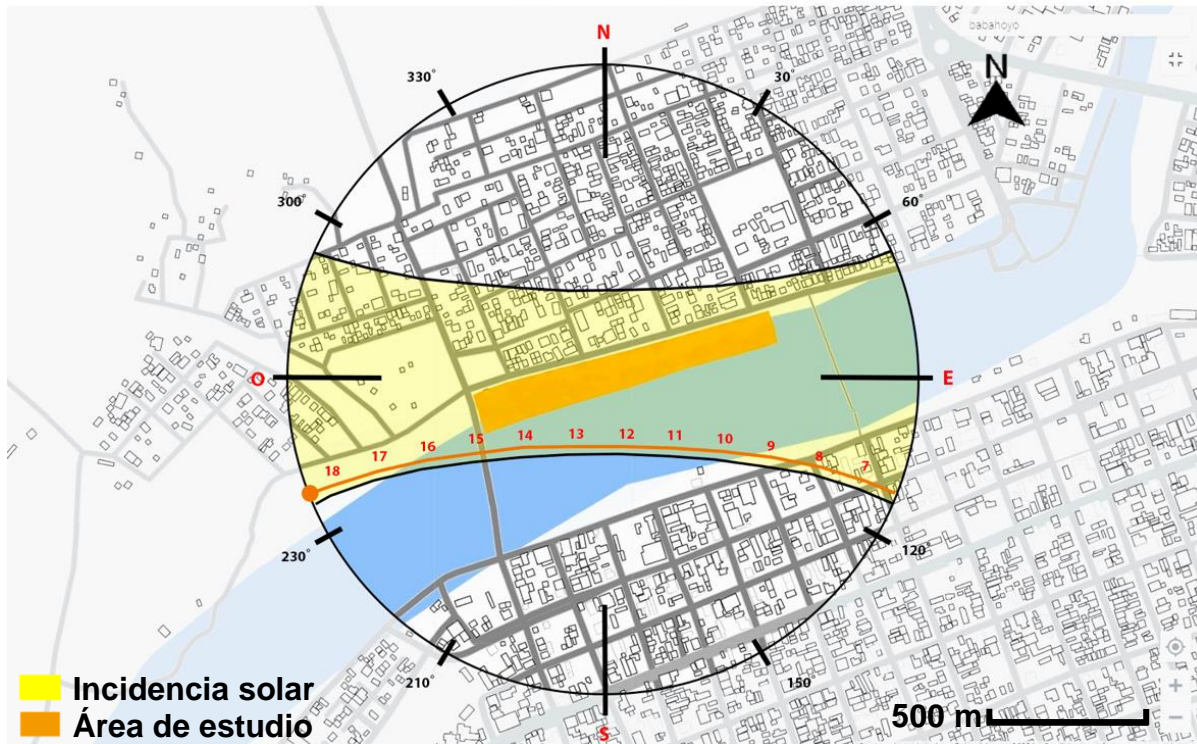 babahoyo
N
N
330°
30°
300°
60°
O
E
18 17 16 15 14 13 12 11 10 9 8 7
230°
120°
210°
150°
S
Incidencia solar
Área de estudio
500 m